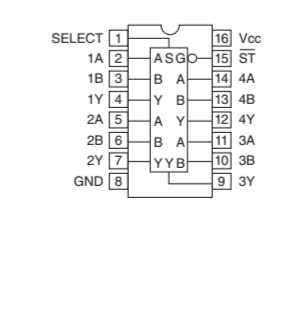 SELECT 1 16 Vcc
1A 2 A S G 15 S̅T̅
1B 3 B A 14 4A
1Y 4 Y B 13 4B
2A 5 A Y 12 4Y
2B 6 B A 11 3A
2Y 7 Y Y B 10 3B
GND 8 9 3Y